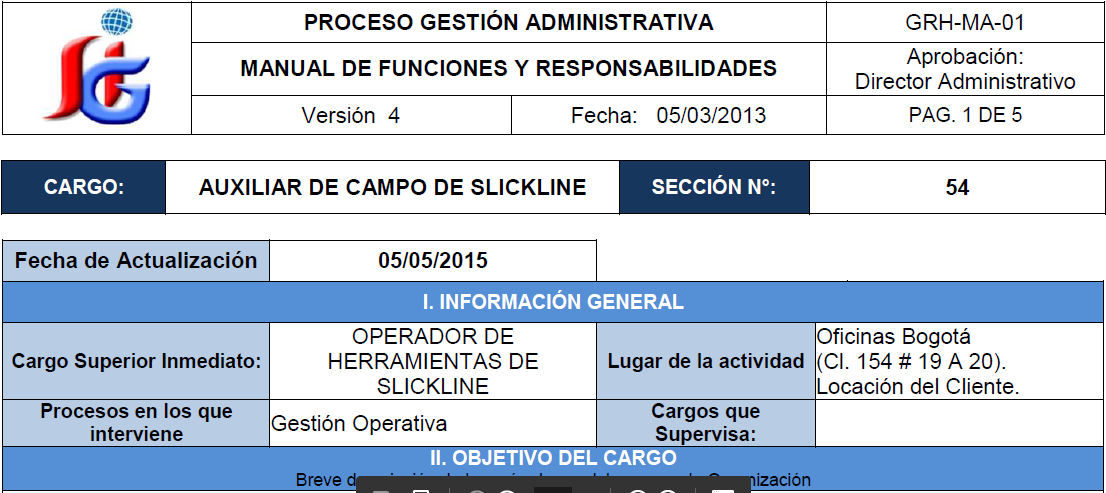 PROCESO GESTIÓN ADMINISTRATIVA
GRH-MA-01
MANUAL DE FUNCIONES Y RESPONSABILIDADES
Aprobación:
Director Administrativo
Versión 4
Fecha: 05/03/2013
PAG. 1 DE 5
CARGO:
AUXILIAR DE CAMPO DE SLICKLINE
SECCIÓN N°:
54
Fecha de Actualización
05/05/2015
I. INFORMACIÓN GENERAL
Cargo Superior Inmediato:
OPERADOR DE
HERRAMIENTAS DE
SLICKLINE
Lugar de la actividad
Oficinas Bogotá
(Cl. 154 # 19 A 20).
Locación del Cliente.
Procesos en los que
interviene
Gestión Operativa
Cargos que
Supervisa:
II. OBJETIVO DEL CARGO
Breve